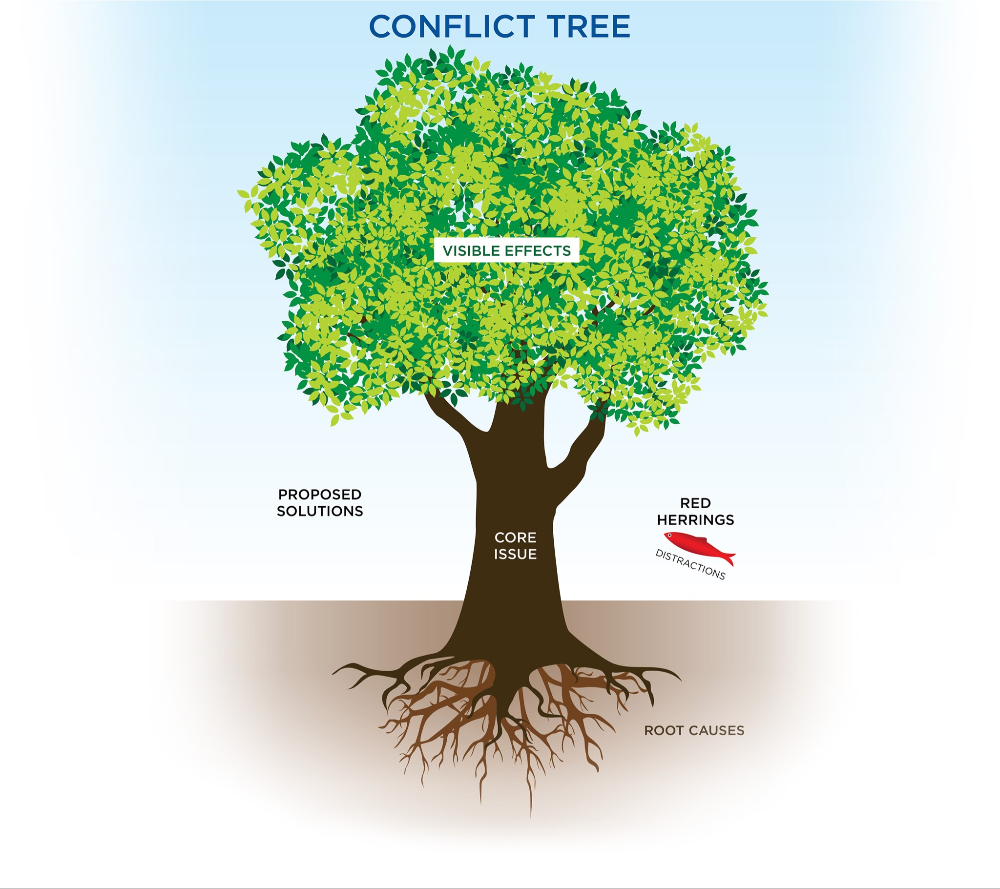 CONFLICT TREE
VISIBLE EFFECTS
PROPOSED
SOLUTIONS
RED
HERRINGS
DISTRACTIONS
CORE
ISSUE
ROOT CAUSES